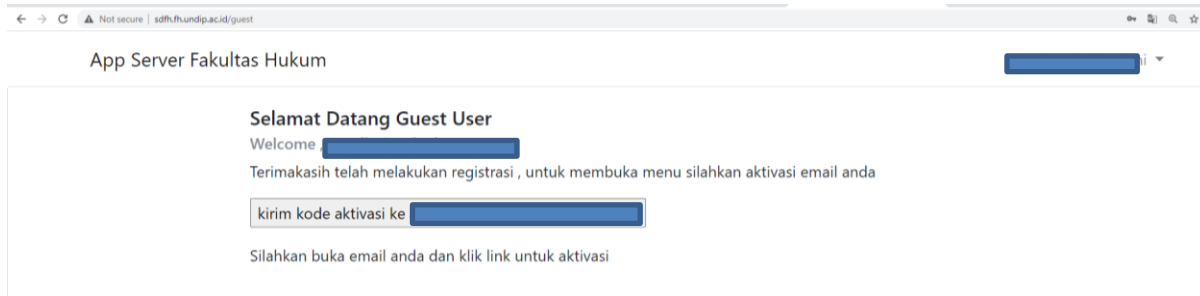 Not secure | sdfh.fh.undip.ac.id/guest
App Server Fakultas Hukum
Selamat Datang Guest User
Welcome ,
Terimakasih telah melakukan registrasi , untuk membuka menu silahkan aktivasi email anda
kirim kode aktivasi ke
Silahkan buka email anda dan klik link untuk aktivasi